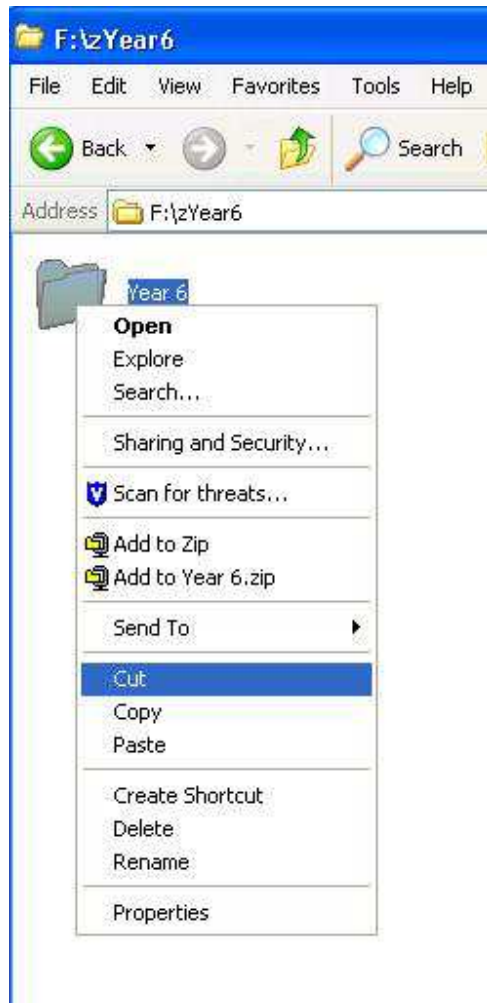 F:\zYear6
File Edit View Favorites Tools Help
Back Search
Address F:\zYear6
Year 6
Open
Explore
Search...
Sharing and Security...
Scan for threats...
Add to Zip
Add to Year 6.zip
Send To
Cut
Copy
Paste
Create Shortcut
Delete
Rename
Properties